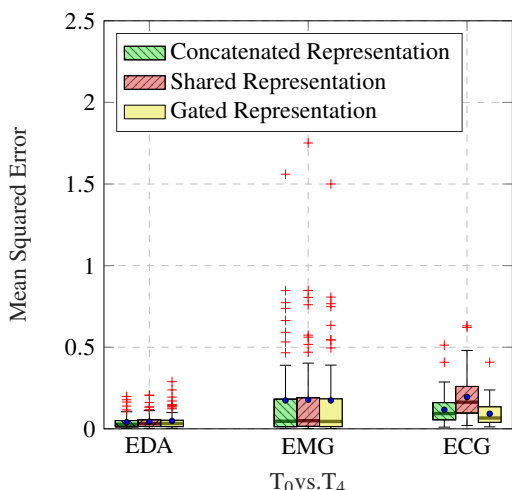 2.5
2
1.5
1
0.5
0
Mean Squared Error
Concatenated Representation
Shared Representation
Gated Representation
EDA EMG ECG
T₀vs.T₄